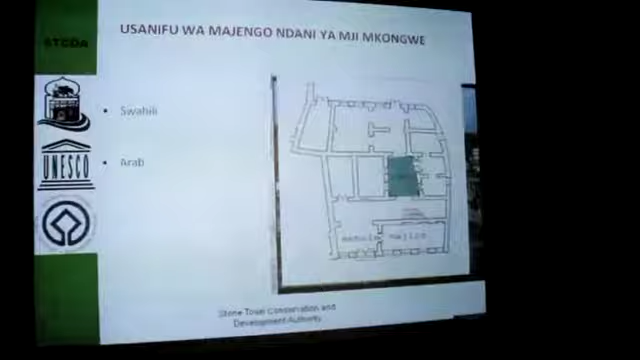 USANIFU WA MAJENGO NDANI YA MJI MKONGWE
STCDA
• Swahili
UNESCO
• Arab
Stone Town Conservation and
Development Authority